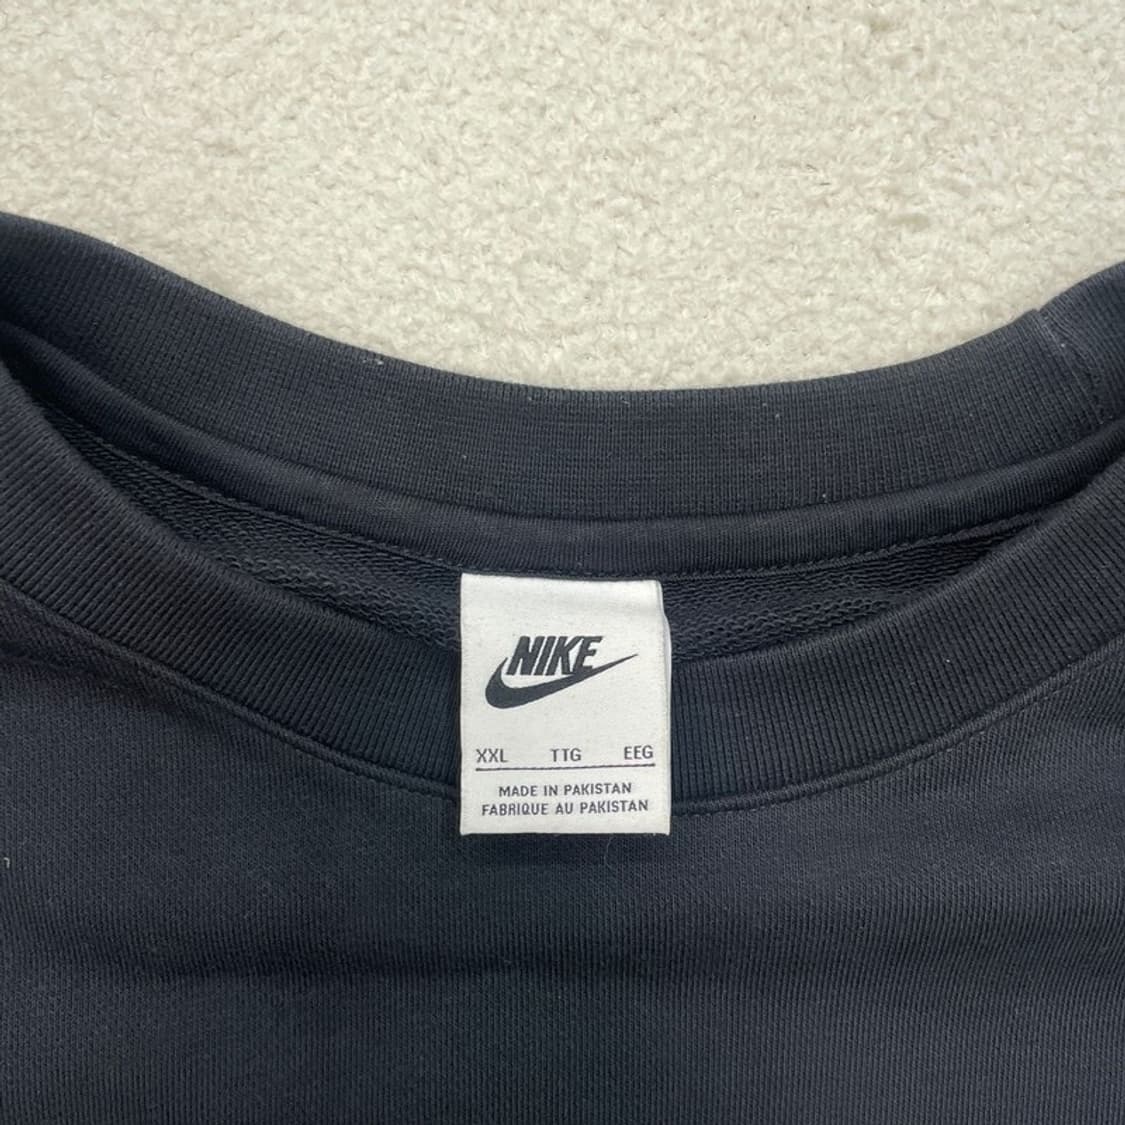 NIKE
XXL TTG EEG
MADE IN PAKISTAN
FABRIQUE AU PAKISTAN